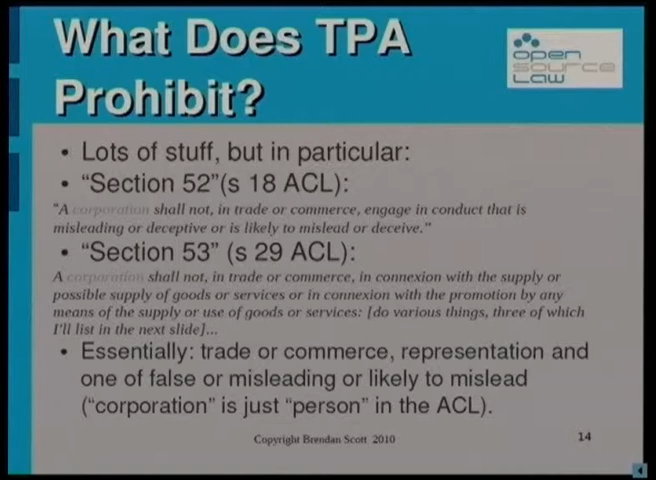 What Does TPA
Prohibit?
open
source
Law
• Lots of stuff, but in particular:
• “Section 52”(s 18 ACL):
"A corporation shall not, in trade or commerce, engage in conduct that is
misleading or deceptive or is likely to mislead or deceive."
• “Section 53” (s 29 ACL):
A corporation shall not, in trade or commerce, in connexion with the supply or
possible supply of goods or services or in connexion with the promotion by any
means of the supply or use of goods or services: [do various things, three of which
I'll list in the next slide]...
• Essentially: trade or commerce, representation and
one of false or misleading or likely to mislead
(“corporation” is just “person” in the ACL).
Copyright Brendan Scott 2010
14